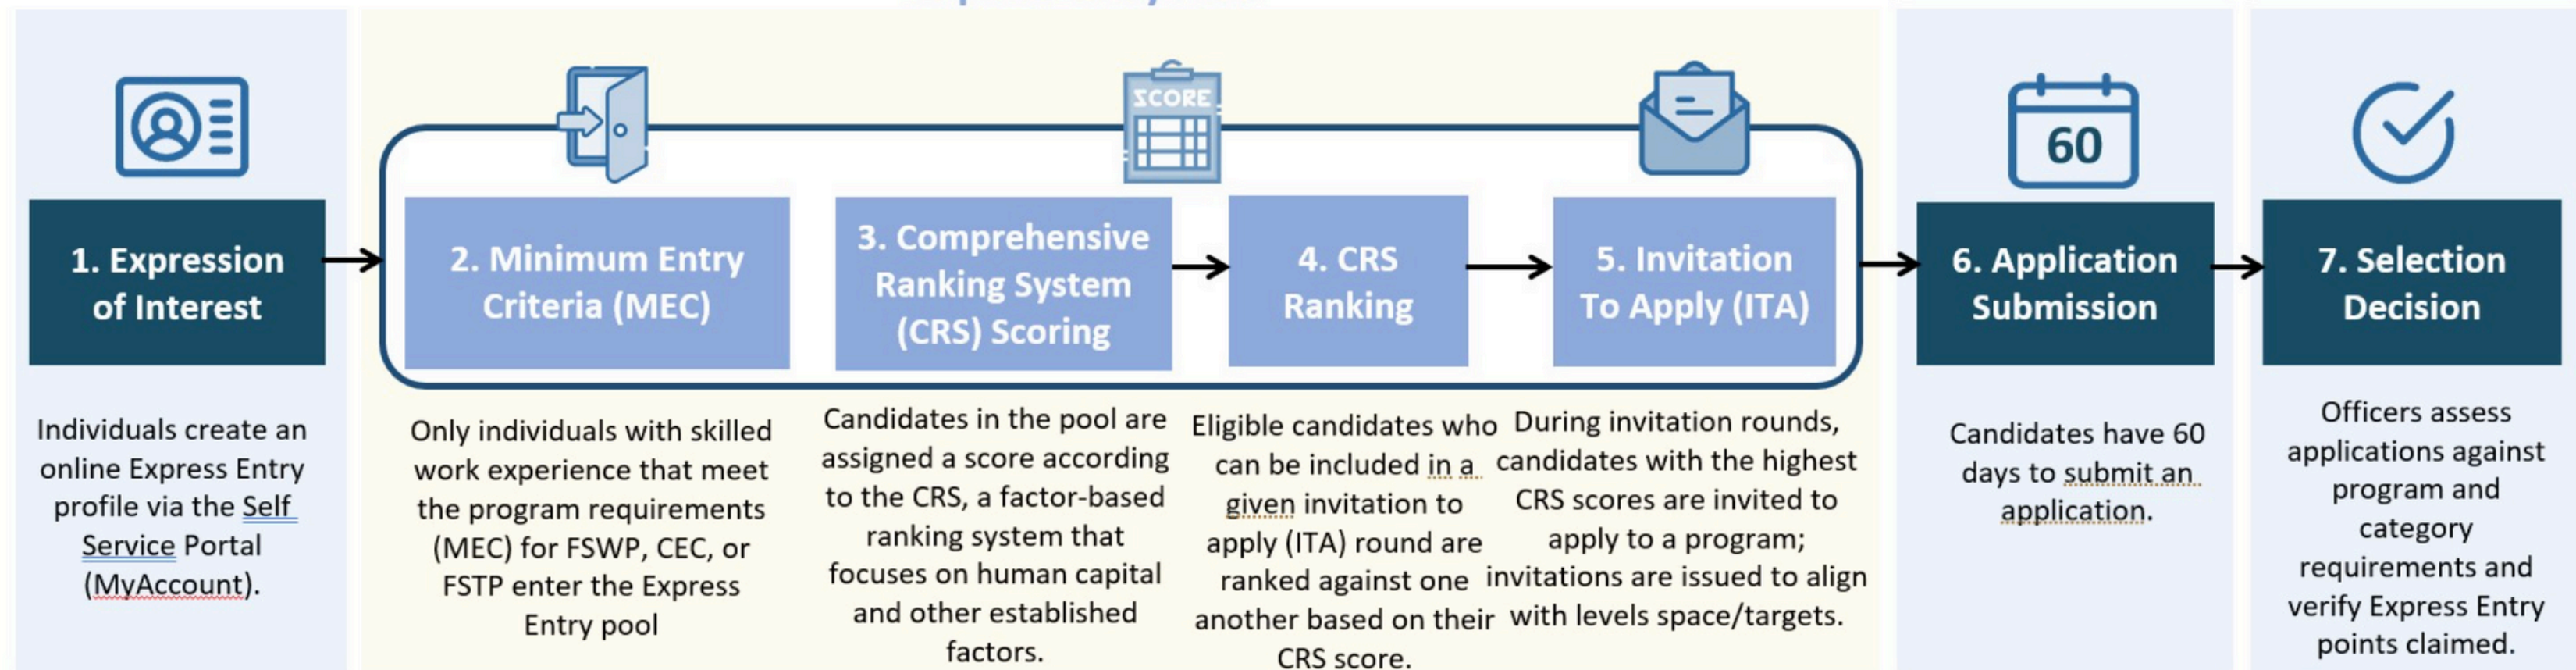 SCORE
60
1. Expression
of Interest
2. Minimum Entry
Criteria (MEC)
3. Comprehensive
Ranking System
(CRS) Scoring
4. CRS
Ranking
5. Invitation
To Apply (ITA)
6. Application
Submission
7. Selection
Decision
Individuals create an
online Express Entry
profile via the Self
Service Portal
(MyAccount).
Only individuals with skilled
work experience that meet
the program requirements
(MEC) for FSWP, CEC, or
FSTP enter the Express
Entry pool
Candidates in the pool are
assigned a score according
to the CRS, a factor-based
ranking system that
focuses on human capital
and other established
factors.
Eligible candidates who
can be included in a
given invitation to
apply (ITA) round are
ranked against one
another based on their
CRS score.
During invitation rounds,
candidates with the highest
CRS scores are invited to
apply to a program;
invitations are issued to align
with levels space/targets.
Candidates have 60
days to submit an
application.
Officers assess
applications against
program and
category
requirements and
verify Express Entry
points claimed.